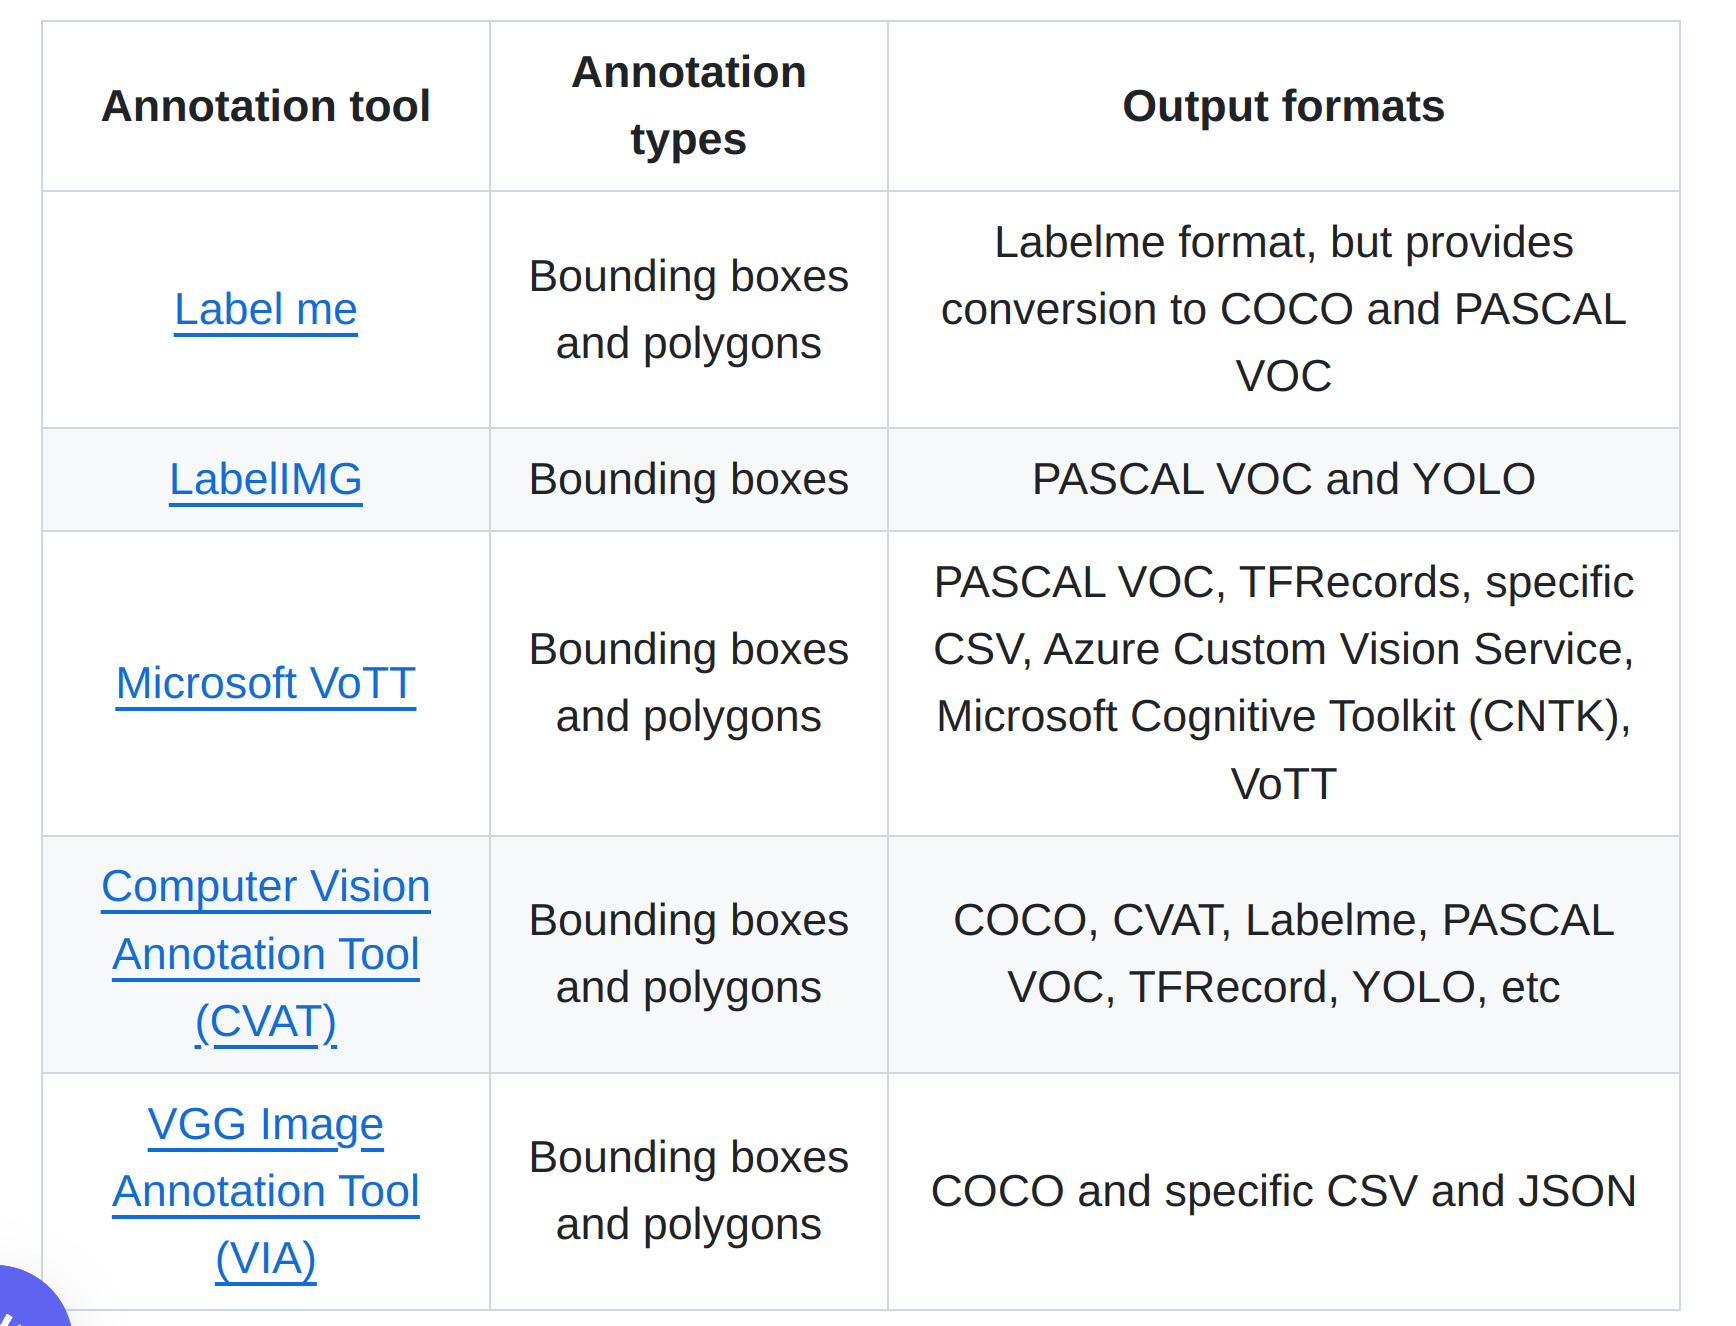 Annotation tool
Annotation
types
Output formats
Label me
Bounding boxes
and polygons
Labelme format, but provides
conversion to COCO and PASCAL
VOC
LabelIMG
Bounding boxes
PASCAL VOC and YOLO
Microsoft VoTT
Bounding boxes
and polygons
PASCAL VOC, TFRecords, specific
CSV, Azure Custom Vision Service,
Microsoft Cognitive Toolkit (CNTK),
VoTT
Computer Vision
Annotation Tool
(CVAT)
Bounding boxes
and polygons
COCO, CVAT, Labelme, PASCAL
VOC, TFRecord, YOLO, etc
VGG Image
Annotation Tool
(VIA)
Bounding boxes
and polygons
COCO and specific CSV and JSON